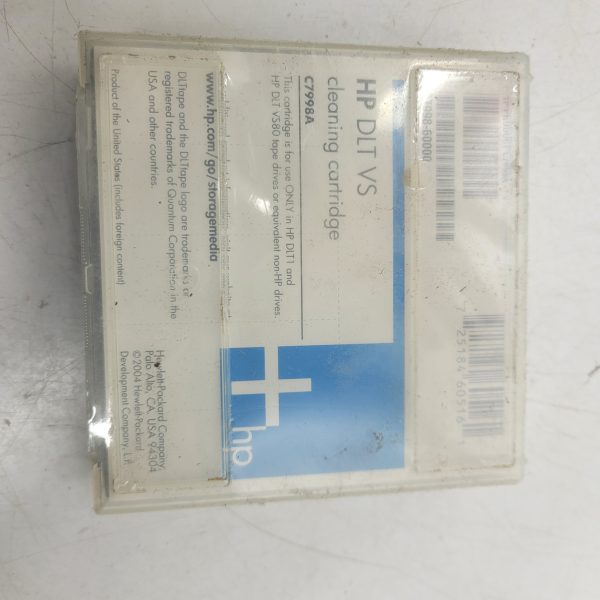 HP DLT VS
cleaning cartridge
C7998A
This cartridge is for use ONLY in HP DLT1 and
HP DLT VS80 tape drives or equivalent non-HP drives.
www.hp.com/go/storagemedia
DLTtape and the DLTtape logo are trademarks or
registered trademarks of Quantum Corporation in the
USA and other countries.
Product of the United States (includes foreign content)
Hewlett-Packard Company
Palo Alto, CA, USA 94304
©2004 Hewlett-Packard
Development Company, L.P.
hp
60000
25184 60516